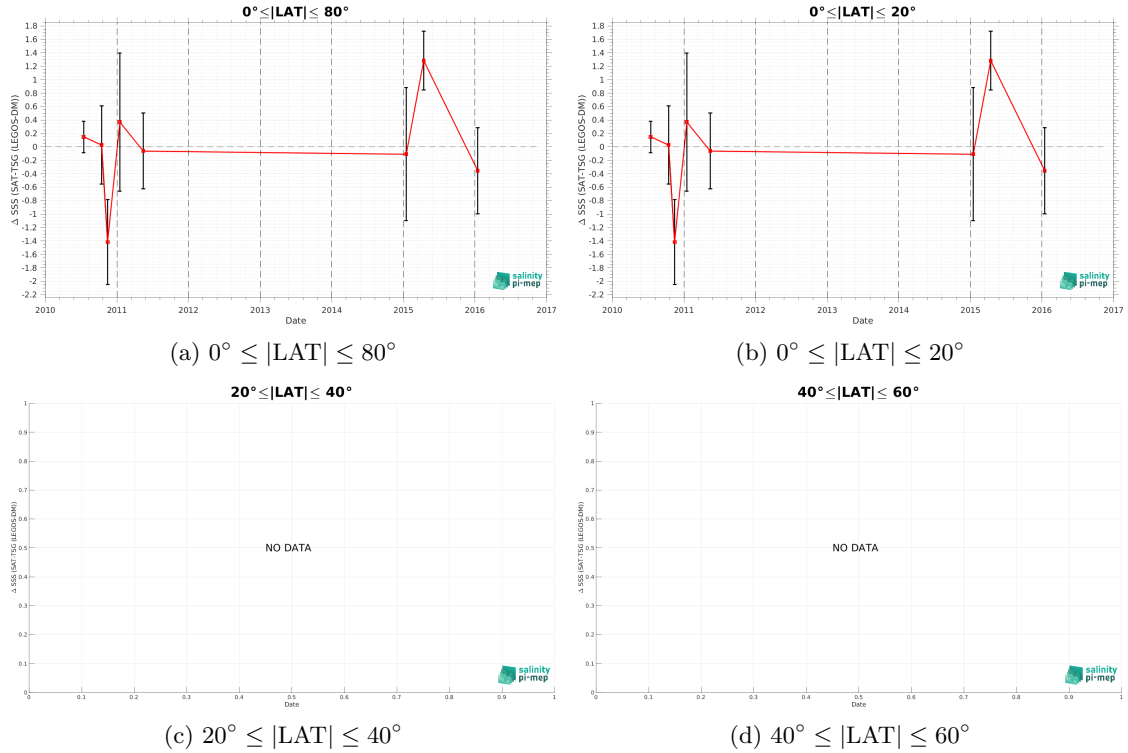 0°≤|LAT|≤ 80°
Δ SSS (SAT-TSG (LEGOS-DM))
1.8
1.6
1.4
1.2
1
0.8
0.6
0.4
0.2
0
-0.2
-0.4
-0.6
-0.8
-1
-1.2
-1.4
-1.6
-1.8
-2
-2.2
2010 2011 2012 2013 2014 2015 2016 2017
Date
salinity
pi-mep
(a) 0° ≤ |LAT| ≤ 80°
0°≤|LAT|≤ 20°
Δ SSS (SAT-TSG (LEGOS-DM))
1.8
1.6
1.4
1.2
1
0.8
0.6
0.4
0.2
0
-0.2
-0.4
-0.6
-0.8
-1
-1.2
-1.4
-1.6
-1.8
-2
-2.2
2010 2011 2012 2013 2014 2015 2016 2017
Date
salinity
pi-mep
(b) 0° ≤ |LAT| ≤ 20°
20°≤|LAT|≤ 40°
Δ SSS (SAT-TSG (LEGOS-DM))
1
0.9
0.8
0.7
0.6
0.5
0.4
0.3
0.2
0.1
0
NO DATA
0 0.1 0.2 0.3 0.4 0.5 0.6 0.7 0.8 0.9 1
Date
salinity
pi-mep
(c) 20° ≤ |LAT| ≤ 40°
40°≤|LAT|≤ 60°
Δ SSS (SAT-TSG (LEGOS-DM))
1
0.9
0.8
0.7
0.6
0.5
0.4
0.3
0.2
0.1
0
NO DATA
0 0.1 0.2 0.3 0.4 0.5 0.6 0.7 0.8 0.9 1
Date
salinity
pi-mep
(d) 40° ≤ |LAT| ≤ 60°